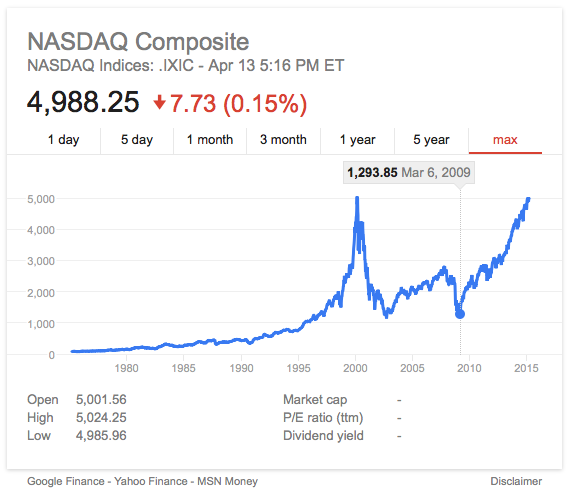 NASDAQ Composite
NASDAQ Indices: .IXIC - Apr 13 5:16 PM ET
4,988.25 7.73 (0.15%)
1 day 5 day 1 month 3 month 1 year 5 year max
1,293.85 Mar 6, 2009
5,000
4,000
3,000
2,000
1,000
0
1980 1985 1990 1995 2000 2005 2010 2015
Open 5,001.56 Market cap -
High 5,024.25 P/E ratio (ttm) -
Low 4,985.96 Dividend yield -
Google Finance - Yahoo Finance - MSN Money Disclaimer